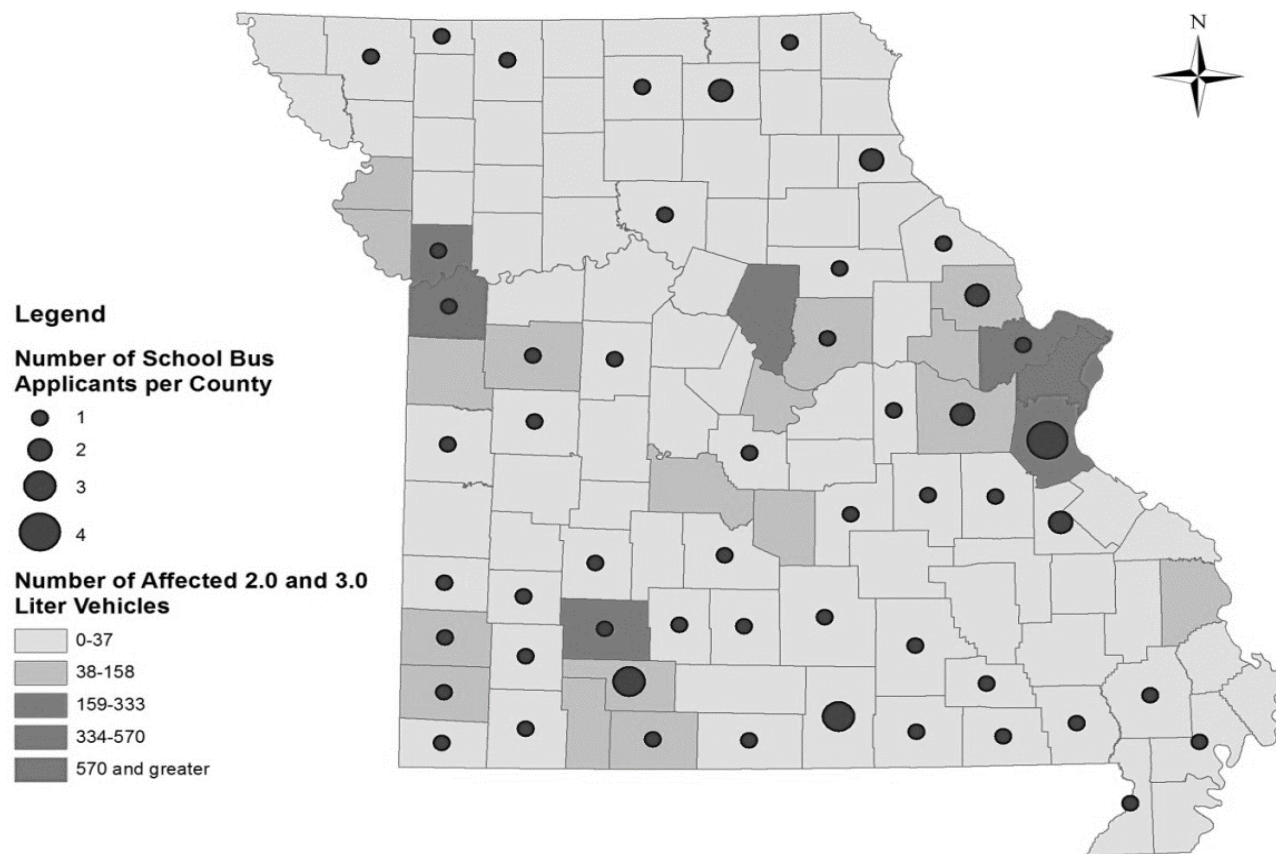 N
Legend
Number of School Bus
Applicants per County
1
2
3
4
Number of Affected 2.0 and 3.0
Liter Vehicles
0-37
38-158
159-333
334-570
570 and greater